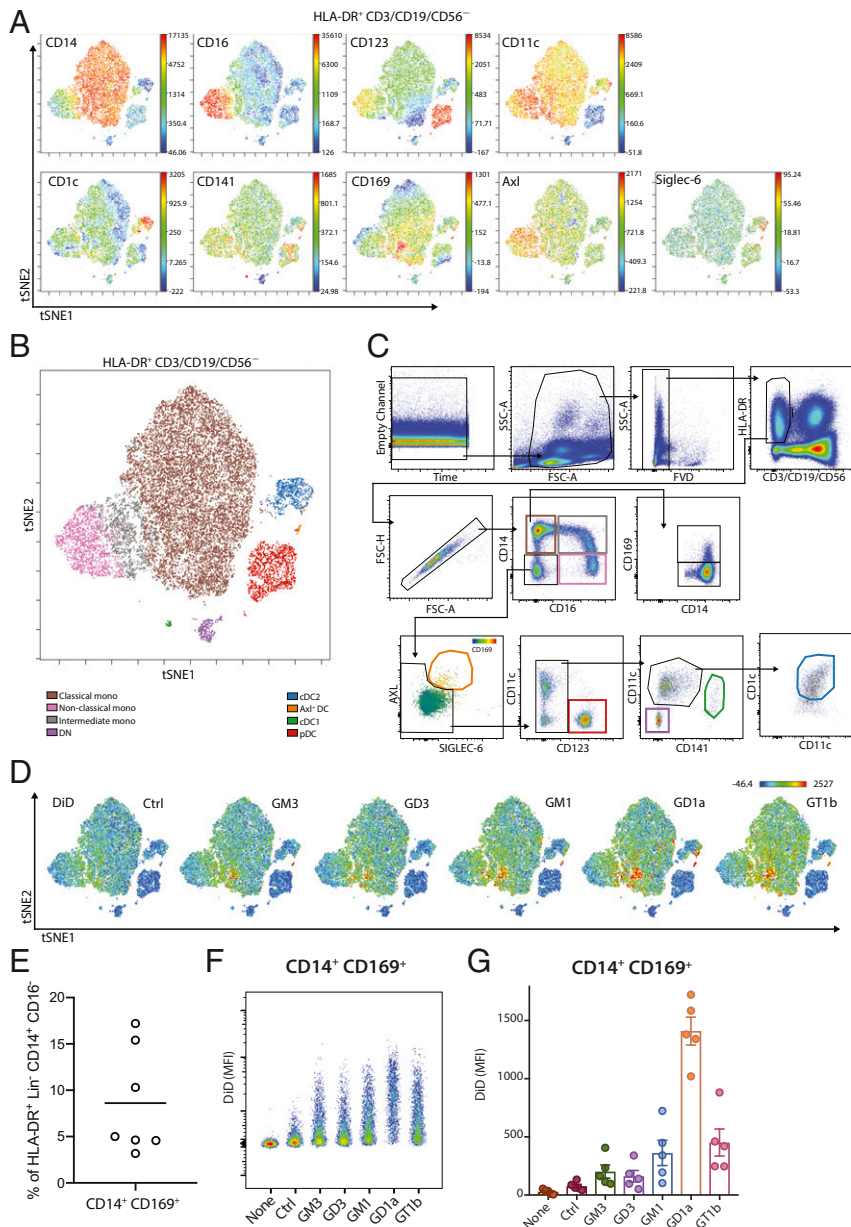 A
HLA-DR⁺ CD3/CD19/CD56⁻
CD14
17135
4752
1314
350.4
46.06
CD16
35610
6300
1109
168.7
126
CD123
8534
2051
483
71.71
-167
CD11c
8586
2409
669.1
160.6
-51.8
CD1c
3205
925.9
250
7.265
-222
CD141
1685
801.1
372.1
154.6
24.98
CD169
1301
447.1
152
-13.8
-194
Axl
2171
1254
721.8
409.3
-221.8
Siglec-6
95.24
55.46
18.81
-16.7
-53.3
tSNE2
tSNE1
B
HLA-DR⁺ CD3/CD19/CD56⁻
tSNE2
tSNE1
Classical mono
Non-classical mono
Intermediate mono
DN
cDC2
Axl⁺ DC
cDC1
pDC
C
Empty Channel
Time
SSC-A
FSC-A
SSC-A
FVD
HLA-DR
CD3/CD19/CD56
FSC-H
FSC-A
CD14
CD16
CD169
CD14
CD169
AXL
SIGLEC-6
CD11c
CD123
CD11c
CD141
CD1c
CD11c
D
-46.4 2527
DiD Ctrl GM3 GD3 GM1 GD1a GT1b
tSNE2
tSNE1
E
% of HLA-DR⁺ Lin⁻ CD14⁺ CD16⁻
20
15
10
5
0
CD14⁺ CD169⁺
F
CD14⁺ CD169⁺
DiD (MFI)
None Ctrl GM3 GD3 GM1 GD1a GT1b
G
CD14⁺ CD169⁺
DiD (MFI)
1500
1000
500
0
None Ctrl GM3 GD3 GM1 GD1a GT1b